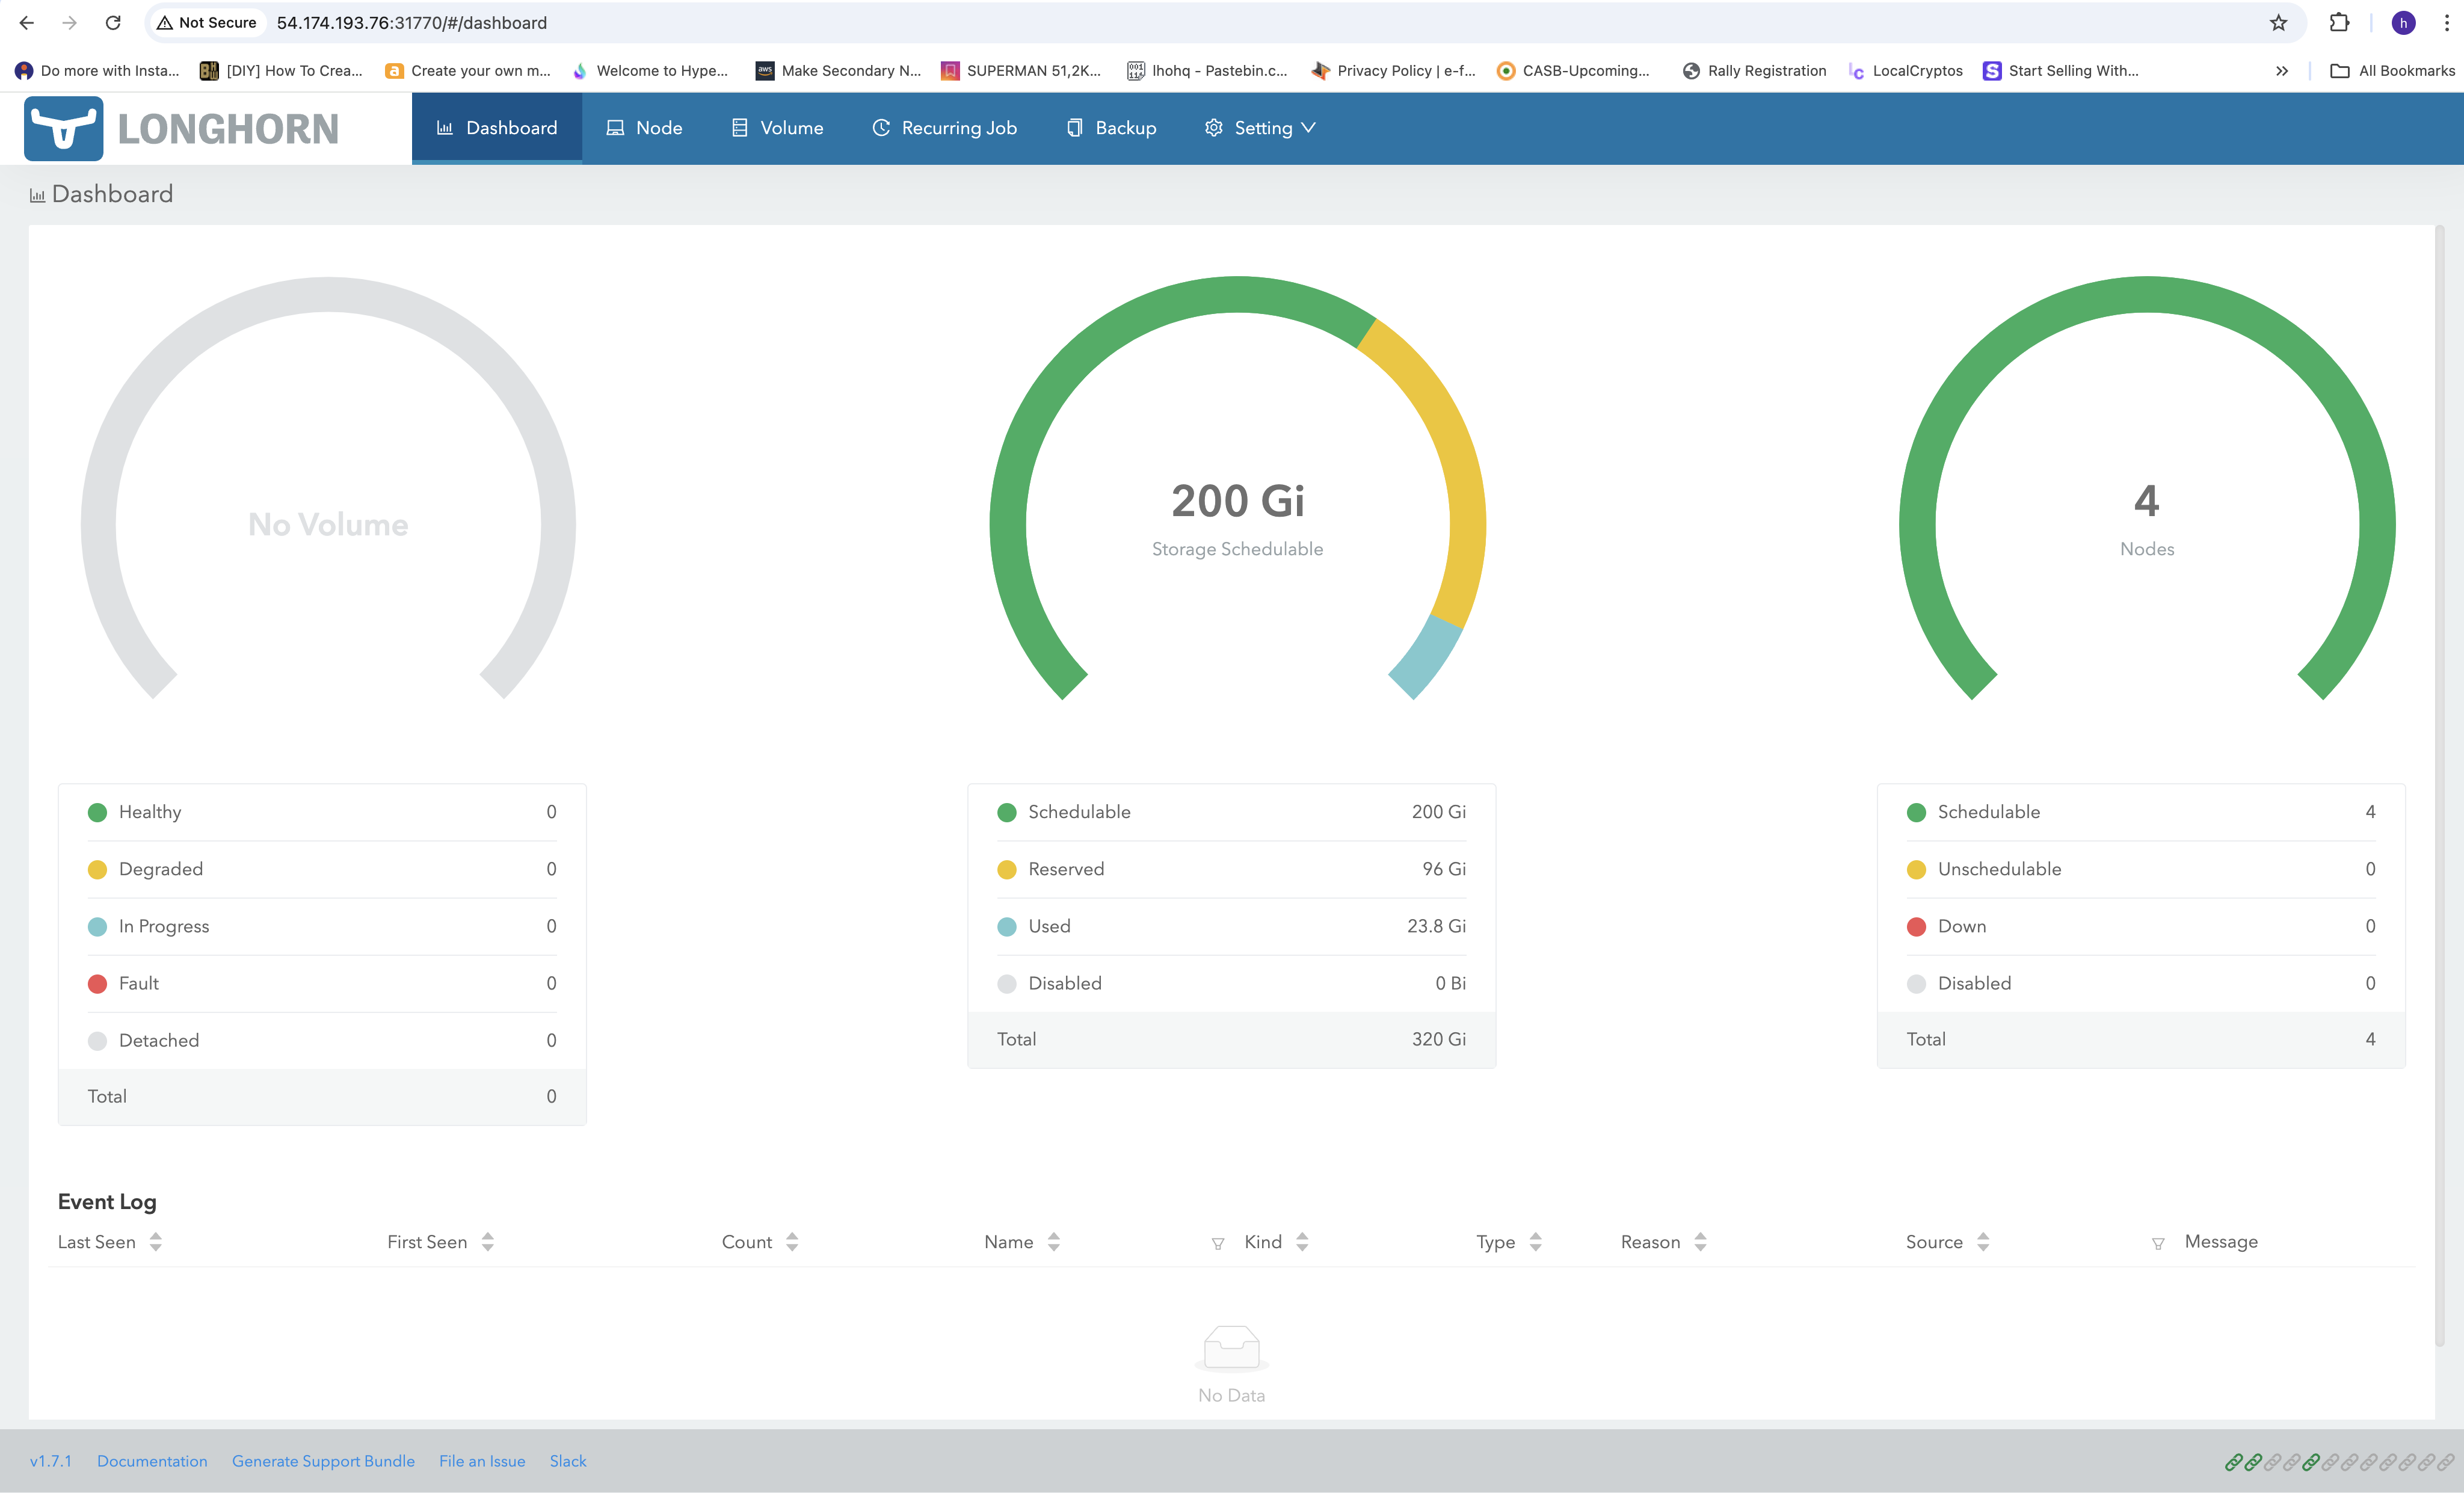 Not Secure 54.174.193.76:31770/#/dashboard h
Do more with Insta... [DIY] How To Crea... a Create your own m... Welcome to Hype... aws Make Secondary N... SUPERMAN 51,2K... lhohq - Pastebin.c... Privacy Policy | e-f... CASB-Upcoming... Rally Registration LocalCryptos S Start Selling With... All Bookmarks
LONGHORN Dashboard Node Volume Recurring Job Backup Setting
Dashboard
No Volume
200 Gi
Storage Schedulable
4
Nodes
Healthy 0
Degraded 0
In Progress 0
Fault 0
Detached 0
Total 0
Schedulable 200 Gi
Reserved 96 Gi
Used 23.8 Gi
Disabled 0 Bi
Total 320 Gi
Schedulable 4
Unschedulable 0
Down 0
Disabled 0
Total 4
Event Log
Last Seen First Seen Count Name Kind Type Reason Source Message
No Data
v1.7.1 Documentation Generate Support Bundle File an Issue Slack